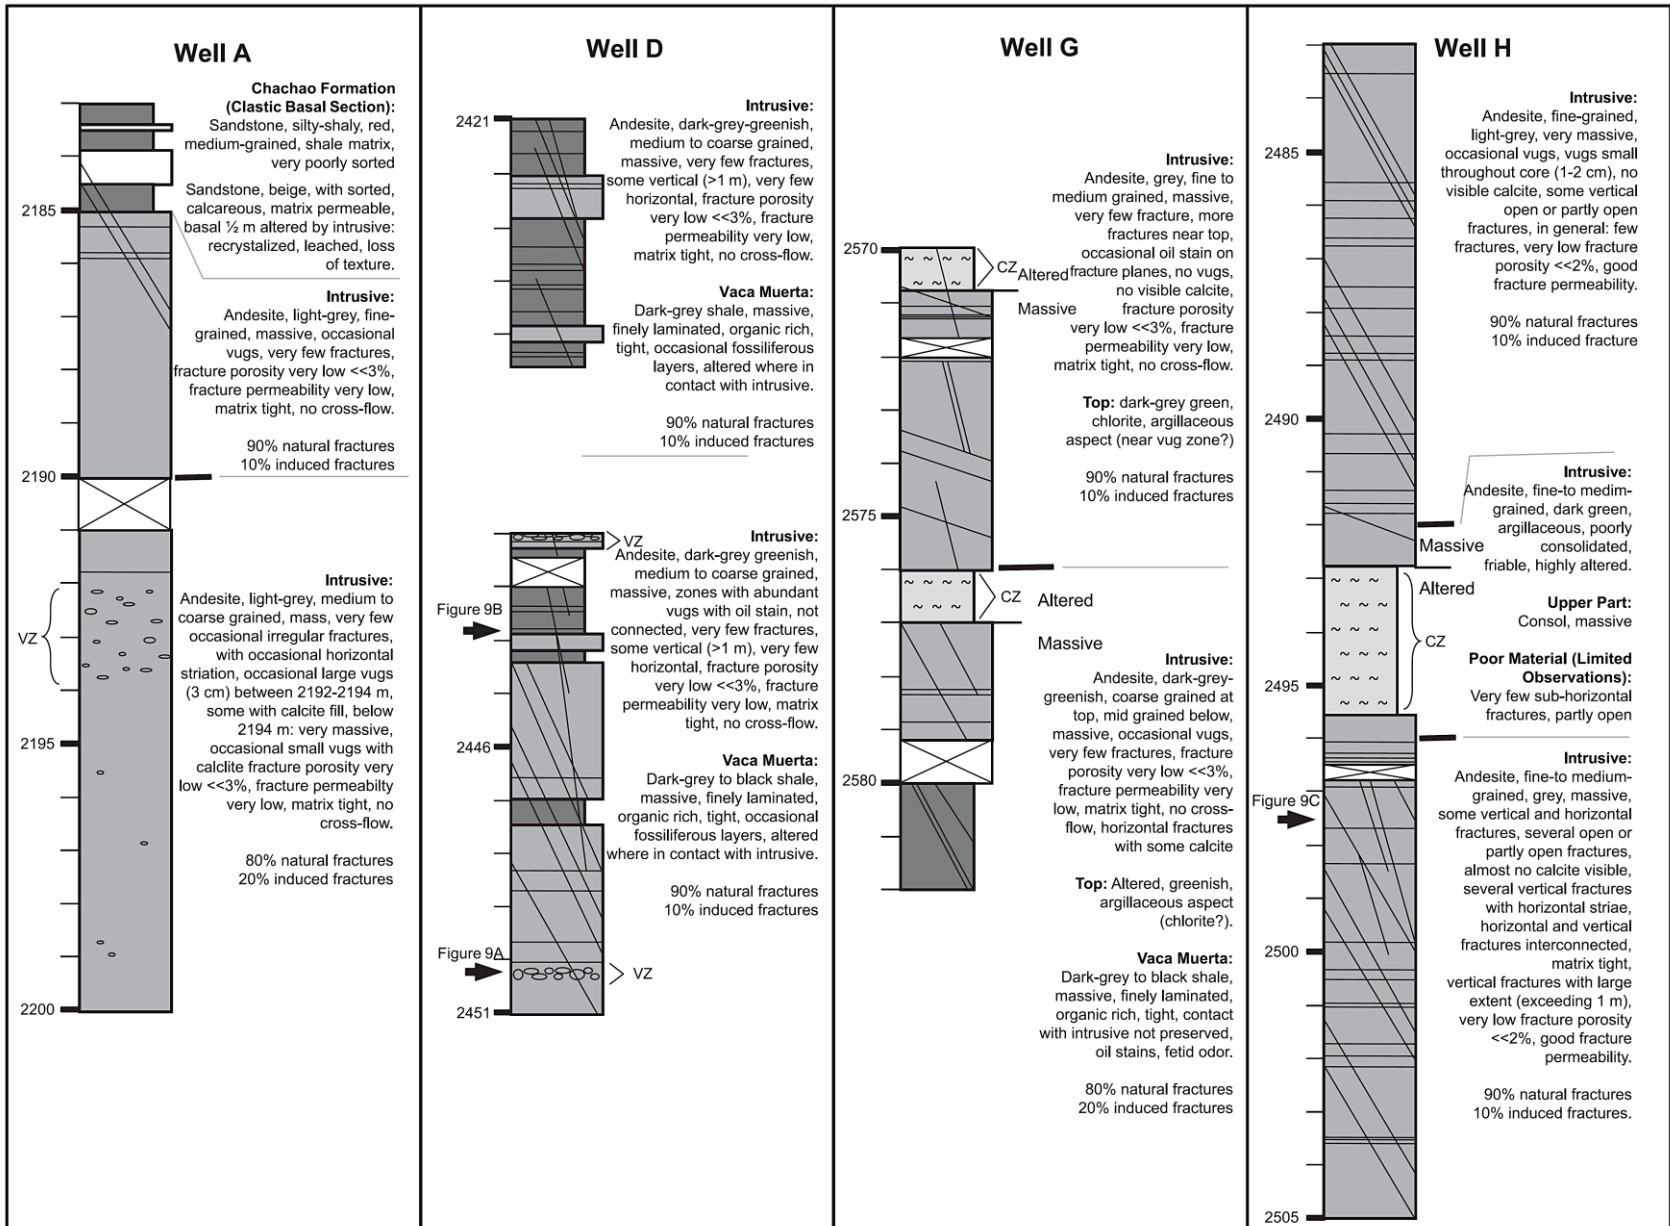 Well A
Chachao Formation
(Clastic Basal Section):
Sandstone, silty-shaly, red,
medium-grained, shale matrix,
very poorly sorted
Sandstone, beige, with sorted,
calcareous, matrix permeable,
basal ½ m altered by intrusive:
recrystalized, leached, loss
of texture.
Intrusive:
Andesite, light-grey, fine-
grained, massive, occasional
vugs, very few fractures,
fracture porosity very low <<3%,
fracture permeability very low,
matrix tight, no cross-flow.
90% natural fractures
10% induced fractures
Intrusive:
Andesite, light-grey, medium to
coarse grained, mass, very few
occasional irregular fractures,
with occasional horizontal
striation, occasional large vugs
(3 cm) between 2192-2194 m,
some with calcite fill, below
2194 m: very massive,
occasional small vugs with
calclite fracture porosity very
low <<3%, fracture permeabilty
very low, matrix tight, no
cross-flow.
80% natural fractures
20% induced fractures
2185
2190
VZ
2195
2200
Well D
2421
Intrusive:
Andesite, dark-grey-greenish,
medium to coarse grained,
massive, very few fractures,
some vertical (>1 m), very few
horizontal, fracture porosity
very low <<3%, fracture
permeability very low,
matrix tight, no cross-flow.
Vaca Muerta:
Dark-grey shale, massive,
finely laminated, organic rich,
tight, occasional fossiliferous
layers, altered where in
contact with intrusive.
90% natural fractures
10% induced fractures
VZ
Intrusive:
Andesite, dark-grey greenish,
medium to coarse grained,
massive, zones with abundant
vugs with oil stain, not
connected, very few fractures,
some vertical (>1 m), very few
horizontal, fracture porosity
very low <<3%, fracture
permeability very low, matrix
tight, no cross-flow.
Vaca Muerta:
Dark-grey to black shale,
massive, finely laminated,
organic rich, tight, occasional
fossiliferous layers, altered
where in contact with intrusive.
90% natural fractures
10% induced fractures
Figure 9B
2446
Figure 9A
VZ
2451
Well G
Intrusive:
Andesite, grey, fine to
medium grained, massive,
very few fracture, more
fractures near top,
occasional oil stain on
fracture planes, no vugs,
no visible calcite,
fracture porosity
very low <<3%, fracture
permeability very low,
matrix tight, no cross-flow.
Top: dark-grey green,
chlorite, argillaceous
aspect (near vug zone?)
90% natural fractures
10% induced fractures
2570
CZ
Altered
Massive
2575
CZ
Altered
Massive
Intrusive:
Andesite, dark-grey-
greenish, coarse grained at
top, mid grained below,
massive, occasional vugs,
very few fractures, fracture
porosity very low <<3%,
fracture permeability very
low, matrix tight, no cross-
flow, horizontal fractures
with some calcite
Top: Altered, greenish,
argillaceous aspect
(chlorite?).
Vaca Muerta:
Dark-grey to black shale,
massive, finely laminated,
organic rich, tight, contact
with intrusive not preserved,
oil stains, fetid odor.
80% natural fractures
20% induced fractures
2580
Well H
Intrusive:
Andesite, fine-grained,
light-grey, very massive,
occasional vugs, vugs small
throughout core (1-2 cm), no
visible calcite, some vertical
open or partly open
fractures, in general: few
fractures, very low fracture
porosity <<2%, good
fracture permeability.
90% natural fractures
10% induced fracture
2485
2490
Intrusive:
Andesite, fine-to medim-
grained, dark green,
argillaceous, poorly
consolidated,
friable, highly altered.
Massive
Altered
CZ
Upper Part:
Consol, massive
Poor Material (Limited
Observations):
Very few sub-horizontal
fractures, partly open
2495
Figure 9C
Intrusive:
Andesite, fine-to medium-
grained, grey, massive,
some vertical and horizontal
fractures, several open or
partly open fractures,
almost no calcite visible,
several vertical fractures
with horizontal striae,
horizontal and vertical
fractures interconnected,
matrix tight,
vertical fractures with large
extent (exceeding 1 m),
very low fracture porosity
<<2%, good fracture
permeability.
90% natural fractures
10% induced fractures.
2500
2505